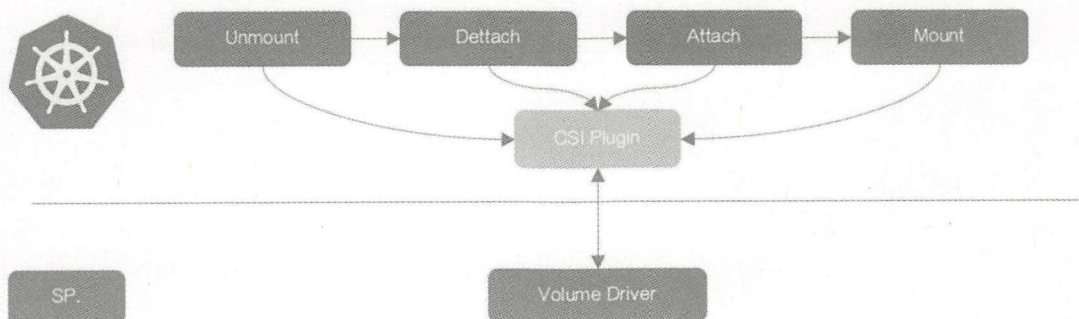 Unmount
Dettach
Attach
Mount
CSI Plugin
SP.
Volume Driver